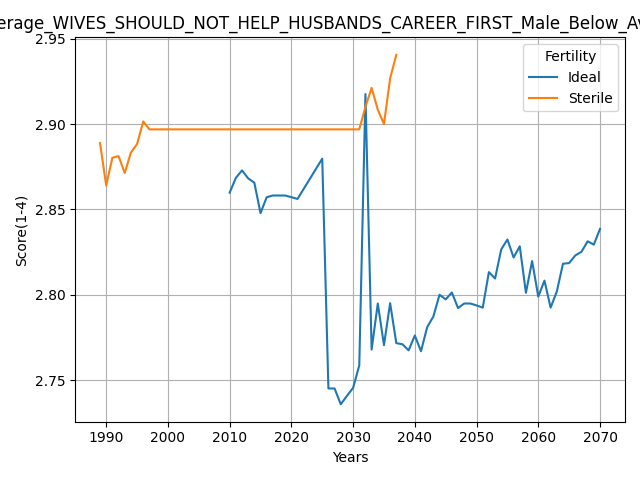 erage_WIVES_SHOULD_NOT_HELP_HUSBANDS_CAREER_FIRST_Male_Below_Av
2.95
2.90
2.85
2.80
2.75
Score(1-4)
Fertility
Ideal
Sterile
1990 2000 2010 2020 2030 2040 2050 2060 2070
Years